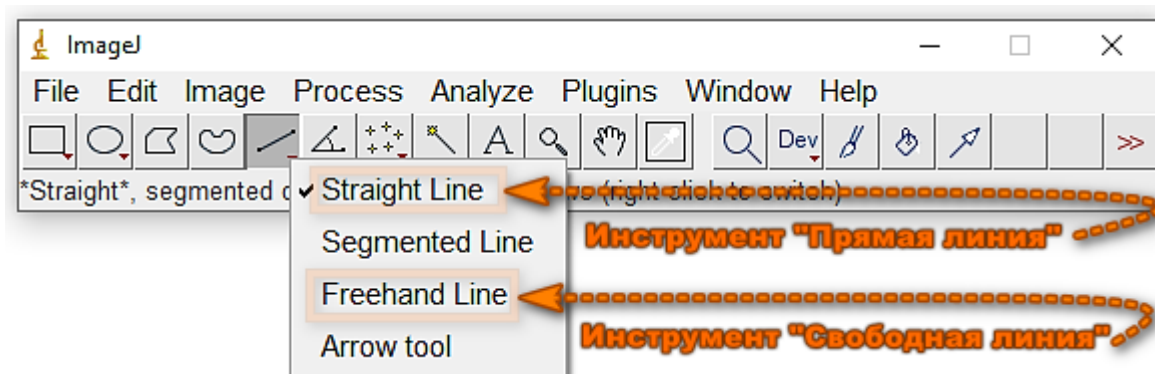 ImageJ
File Edit Image Process Analyze Plugins Window Help
A Dev >>
*Straight*, segmented (right click to switch)
Straight Line
Инструмент "Прямая линия"
Segmented Line
Freehand Line
Инструмент "Свободная линия"
Arrow tool